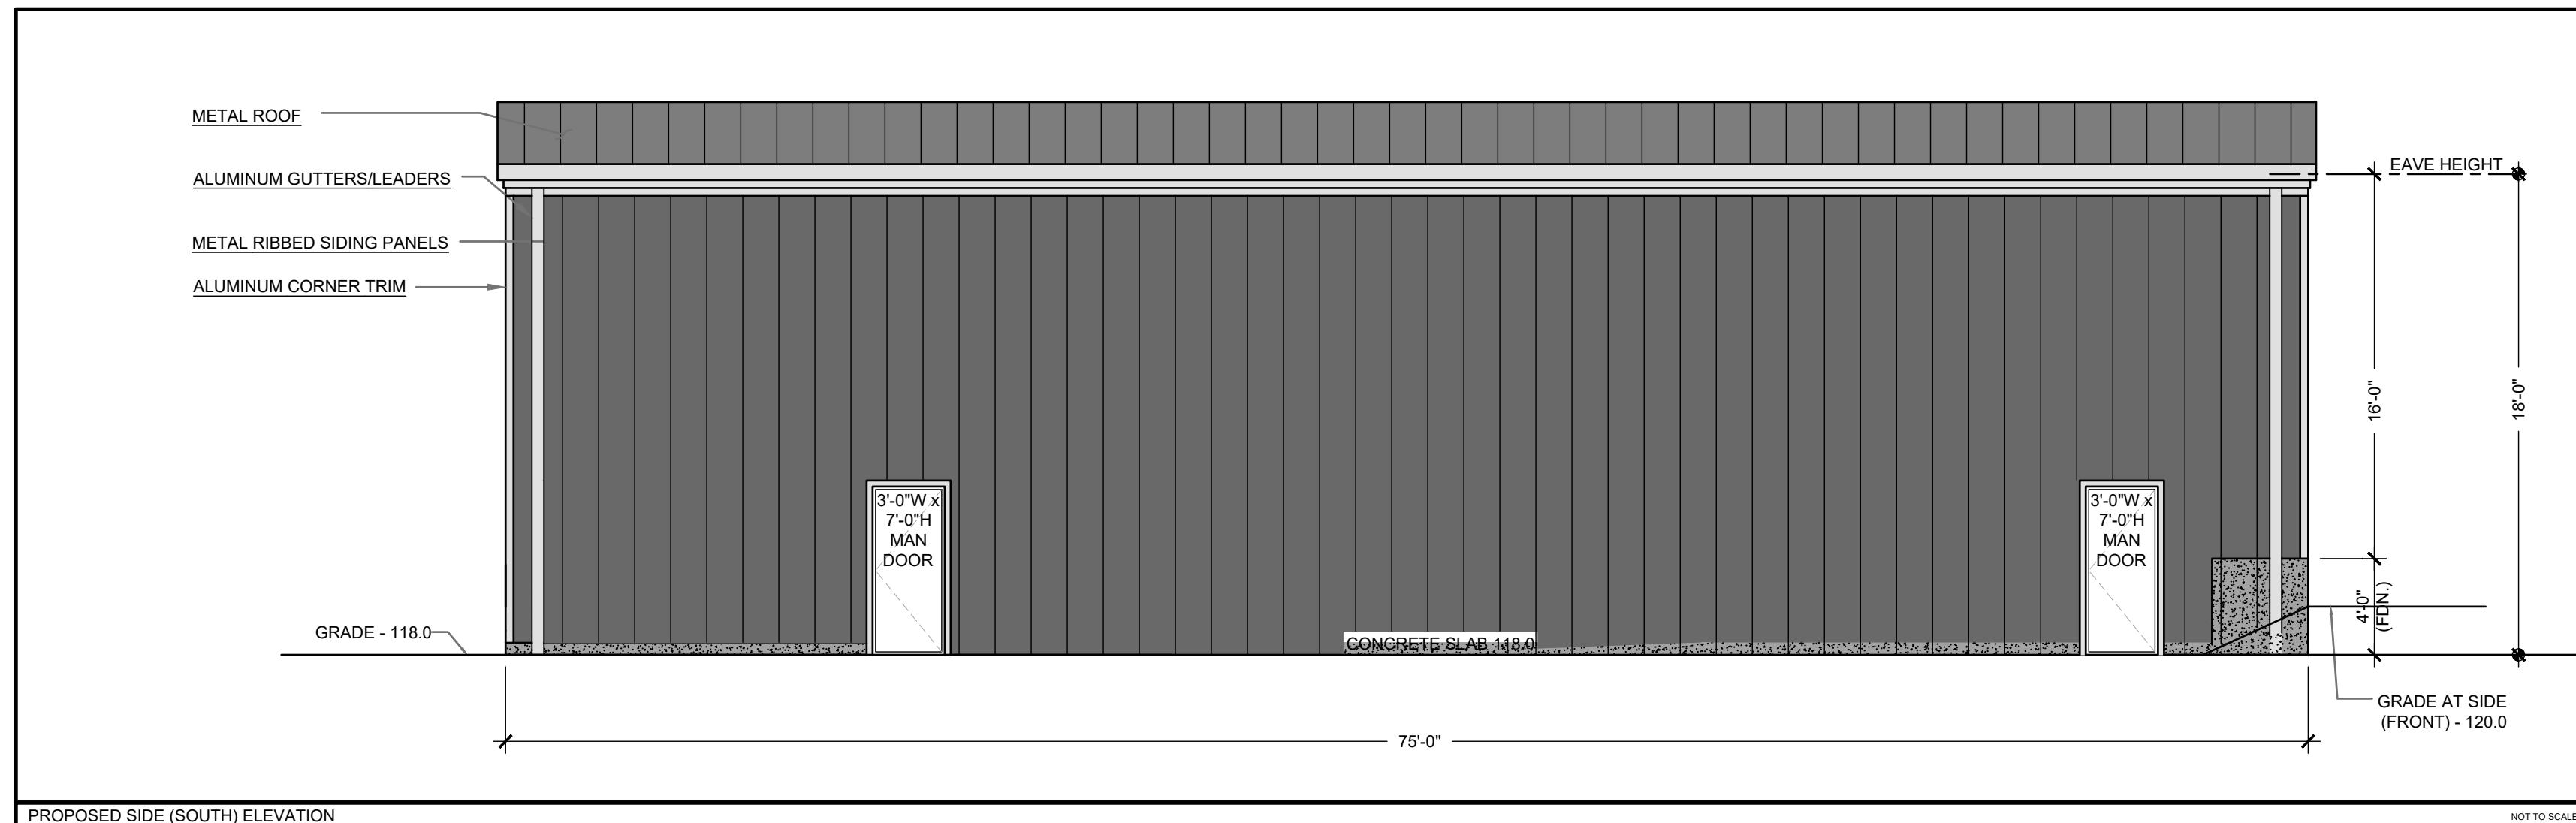 METAL ROOF
ALUMINUM GUTTERS/LEADERS
METAL RIBBED SIDING PANELS
ALUMINUM CORNER TRIM
EAVE HEIGHT
16'-0"
18'-0"
3'-0"W x
7'-0"H
MAN
DOOR
3'-0"W x
7'-0"H
MAN
DOOR
4'-0"
(FDN.)
GRADE - 118.0
CONCRETE SLAB 118.0
GRADE AT SIDE
(FRONT) - 120.0
75'-0"
PROPOSED SIDE (SOUTH) ELEVATION
NOT TO SCALE